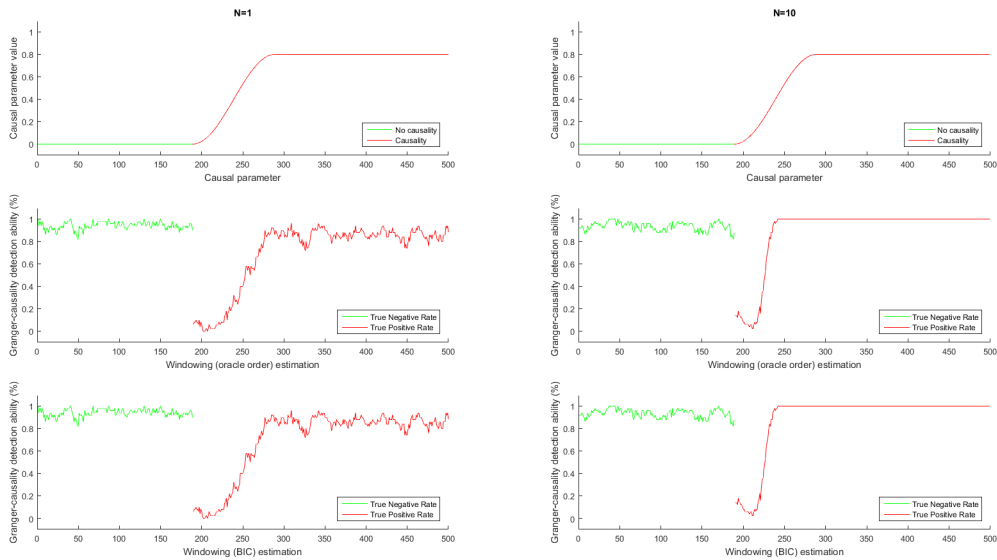 N=1
Causal parameter value
1
0.8
0.6
0.4
0.2
0
No causality
Causality
0 50 100 150 200 250 300 350 400 450 500
Causal parameter
N=10
Causal parameter value
1
0.8
0.6
0.4
0.2
0
No causality
Causality
0 50 100 150 200 250 300 350 400 450 500
Causal parameter
Granger-causality detection ability (%)
1
0.8
0.6
0.4
0.2
0
True Negative Rate
True Positive Rate
0 50 100 150 200 250 300 350 400 450 500
Windowing (oracle order) estimation
Granger-causality detection ability (%)
1
0.8
0.6
0.4
0.2
0
True Negative Rate
True Positive Rate
0 50 100 150 200 250 300 350 400 450 500
Windowing (oracle order) estimation
Granger-causality detection ability (%)
1
0.8
0.6
0.4
0.2
0
True Negative Rate
True Positive Rate
0 50 100 150 200 250 300 350 400 450 500
Windowing (BIC) estimation
Granger-causality detection ability (%)
1
0.8
0.6
0.4
0.2
0
True Negative Rate
True Positive Rate
0 50 100 150 200 250 300 350 400 450 500
Windowing (BIC) estimation